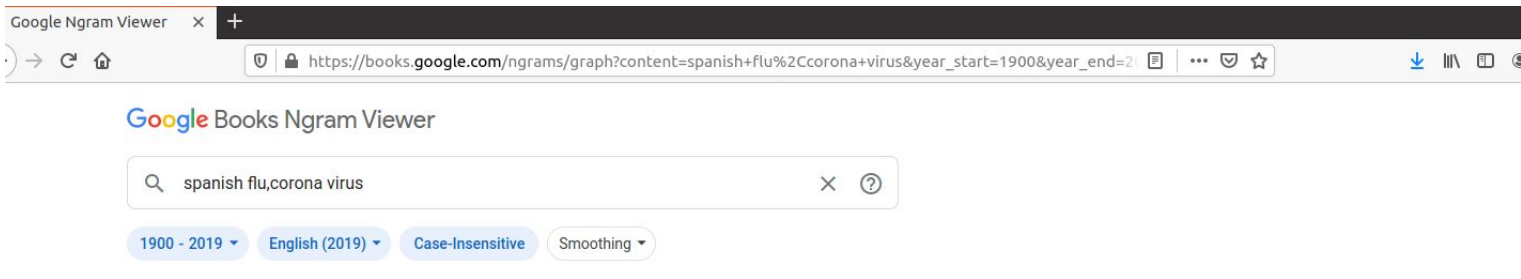 Google Ngram Viewer
https://books.google.com/ngrams/graph?content=spanish+flu%2Ccorona+virus&year_start=1900&year_end=2
Google Books Ngram Viewer
spanish flu,corona virus
1900 - 2019 English (2019) Case-Insensitive Smoothing